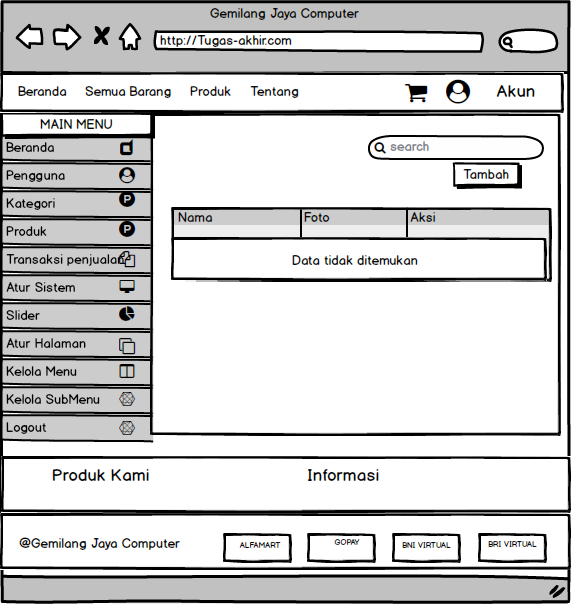 Gemilang Jaya Computer
http://Tugas-akhir.com
Beranda Semua Barang Produk Tentang Akun
MAIN MENU
Beranda
Pengguna
Kategori
Produk
Transaksi penjualan
Atur Sistem
Slider
Atur Halaman
Kelola Menu
Kelola SubMenu
Logout
search
Tambah
Nama Foto Aksi
Data tidak ditemukan
Produk Kami Informasi
@Gemilang Jaya Computer ALFAMART GOPAY BNI VIRTUAL BRI VIRTUAL